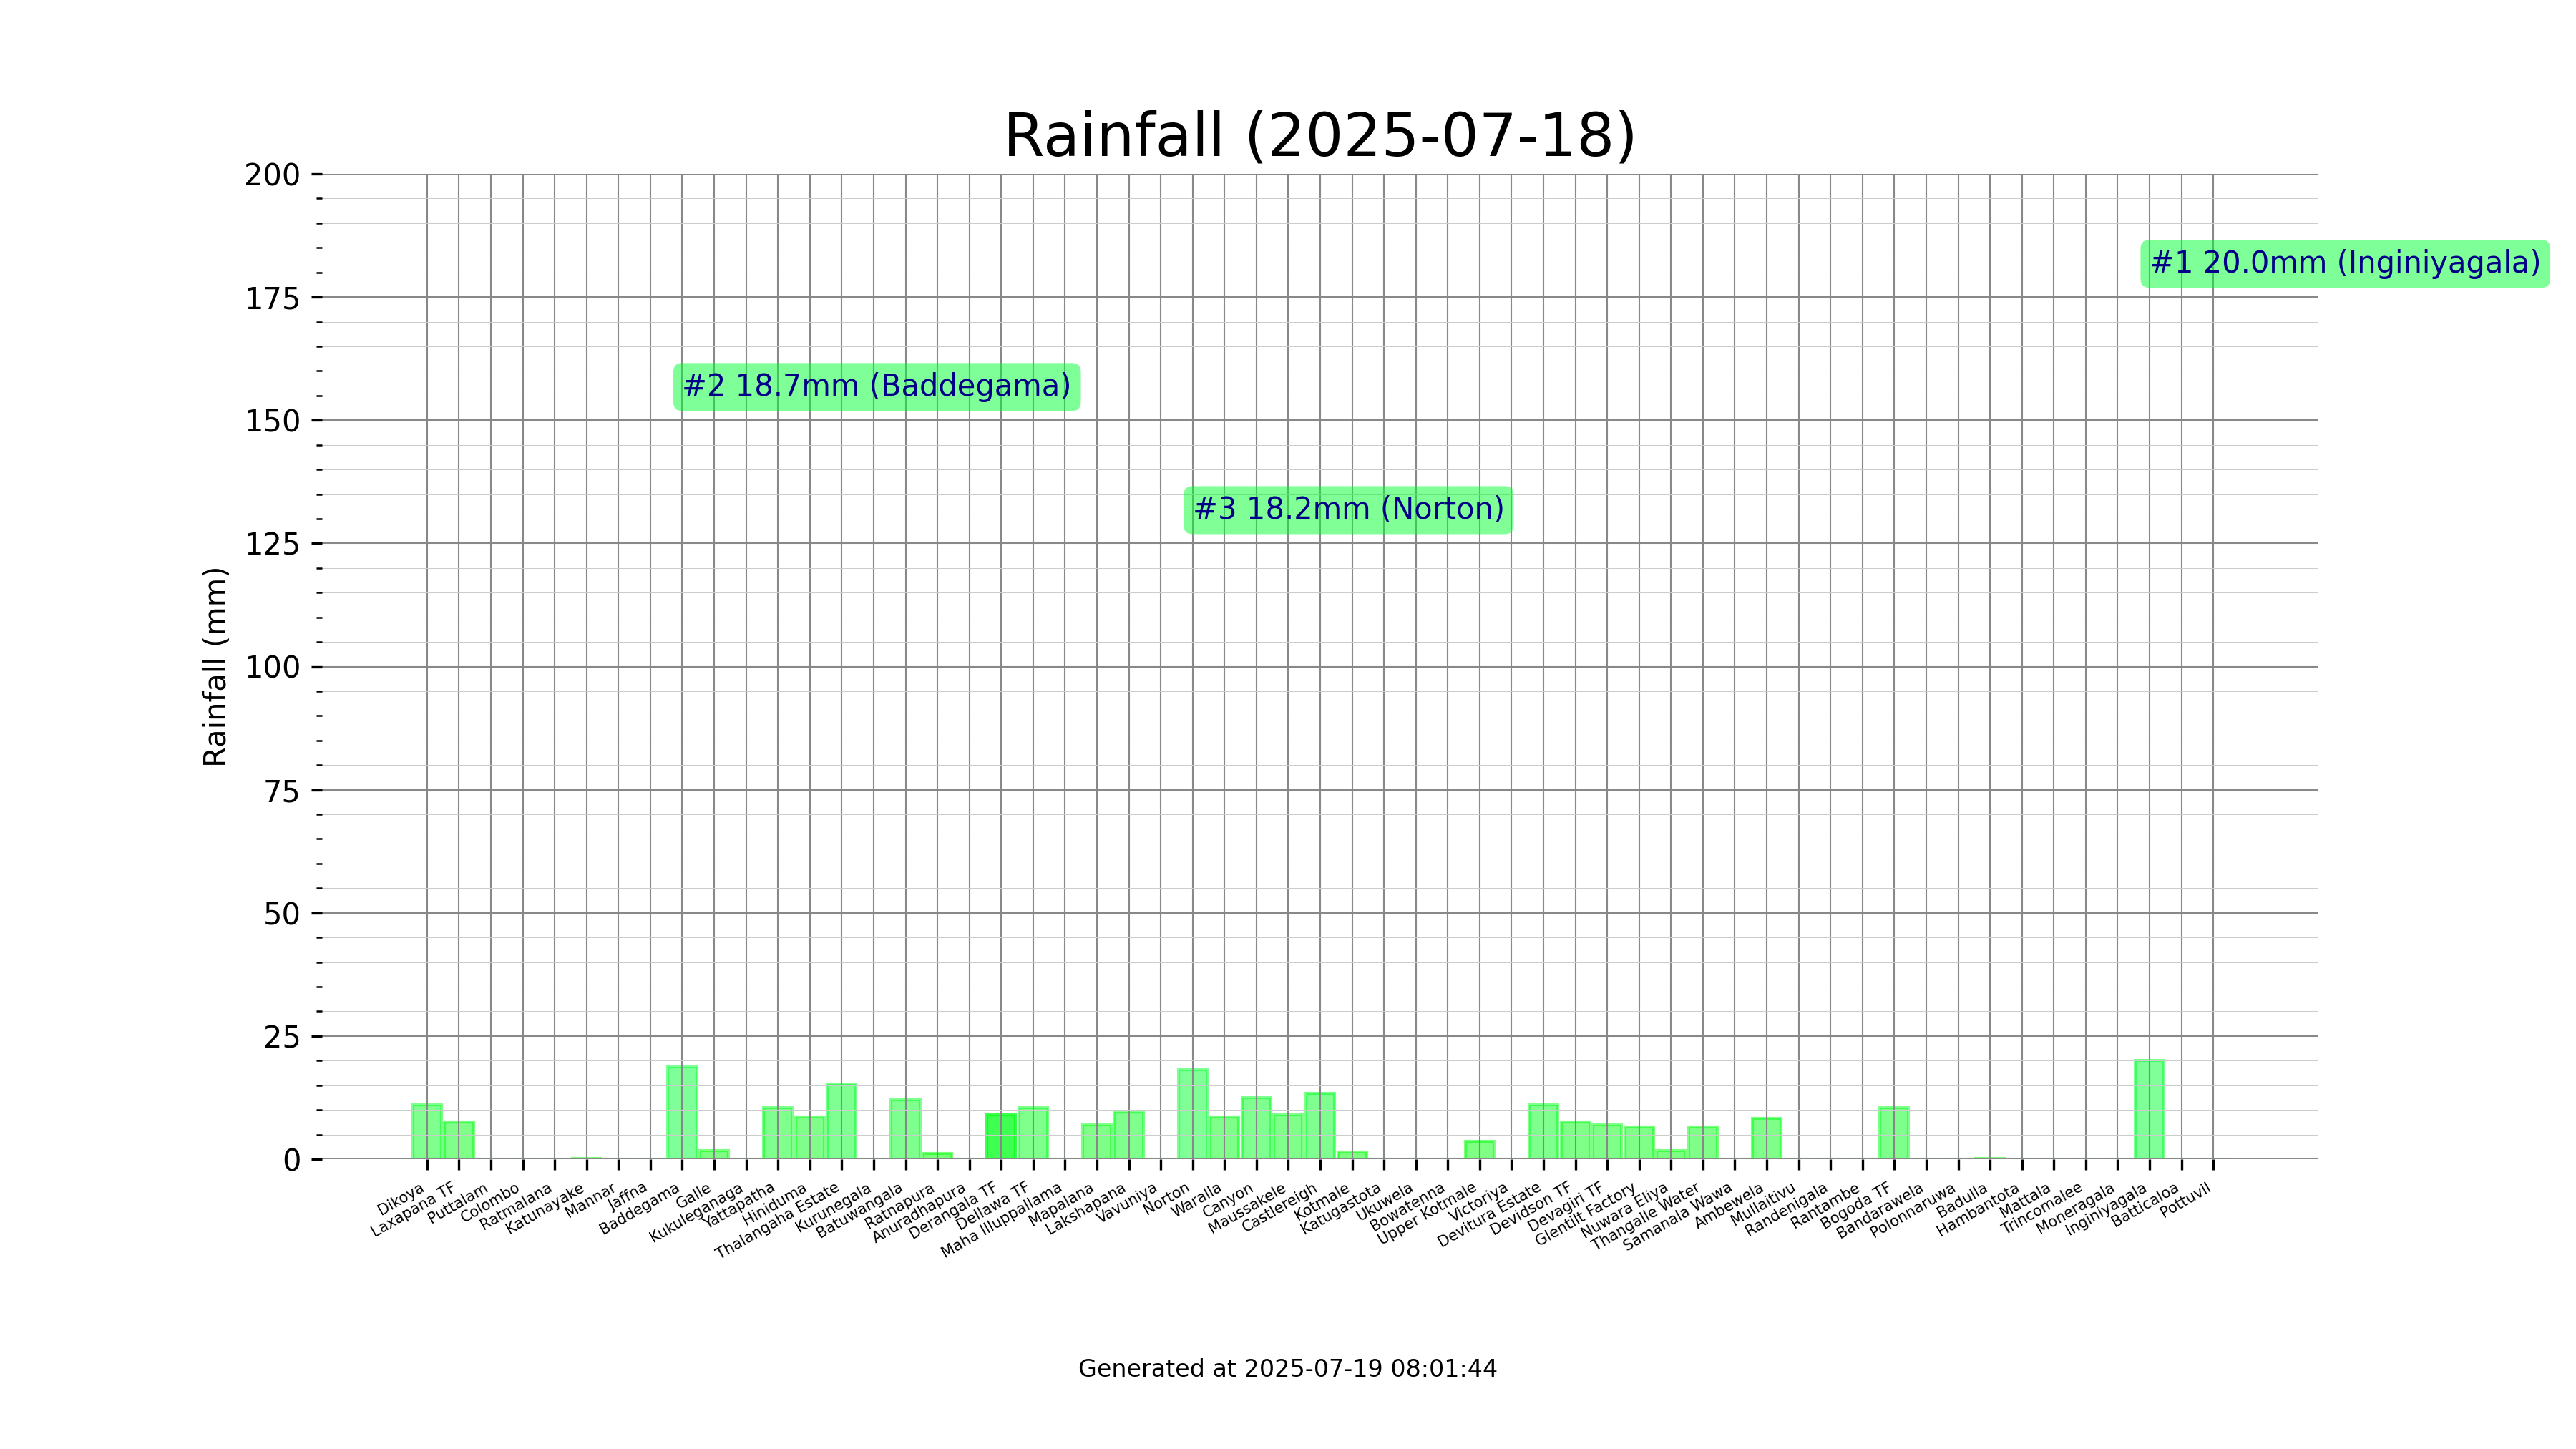 Rainfall (2025-07-18)
200
175
150
125
100
75
50
25
0
Rainfall (mm)
#1 20.0mm (Inginiyagala)
#2 18.7mm (Baddegama)
#3 18.2mm (Norton)
Dikoya
Laxapana TF
Puttalam
Colombo
Ratmalana
Katunayake
Mannar
Jaffna
Baddegama
Galle
Kukuleganaga
Yattapatha
Hiniduma
Thalangaha Estate
Kurunegala
Batuwangala
Ratnapura
Anuradhapura
Derangala TF
Dellawa TF
Maha Illuppallama
Mapalana
Lakshapana
Vavuniya
Norton
Waralla
Canyon
Maussakele
Castlereigh
Kotmale
Katugastota
Ukuwela
Bowatenna
Upper Kotmale
Victoriya
Devitura Estate
Devidson TF
Devagiri TF
Glentilt Factory
Nuwara Eliya
Thangalle Water
Samanala Wawa
Ambewela
Mullaitivu
Randenigala
Rantambe
Bogoda TF
Bandarawela
Polonnaruwa
Badulla
Hambantota
Mattala
Trincomalee
Moneragala
Inginiyagala
Batticaloa
Pottuvil
Generated at 2025-07-19 08:01:44